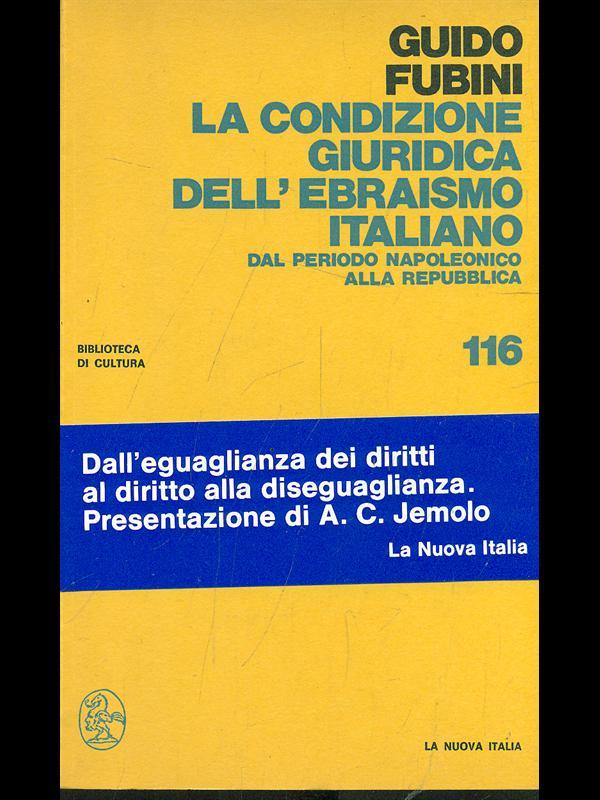 GUIDO
FUBINI
LA CONDIZIONE
GIURIDICA
DELL' EBRAISMO
ITALIANO
DAL PERIODO NAPOLEONICO
ALLA REPUBBLICA
BIBLIOTECA
DI CULTURA
116
Dall'eguaglianza dei diritti
al diritto alla diseguaglianza.
Presentazione di A. C. Jemolo
La Nuova Italia
LA NUOVA ITALIA